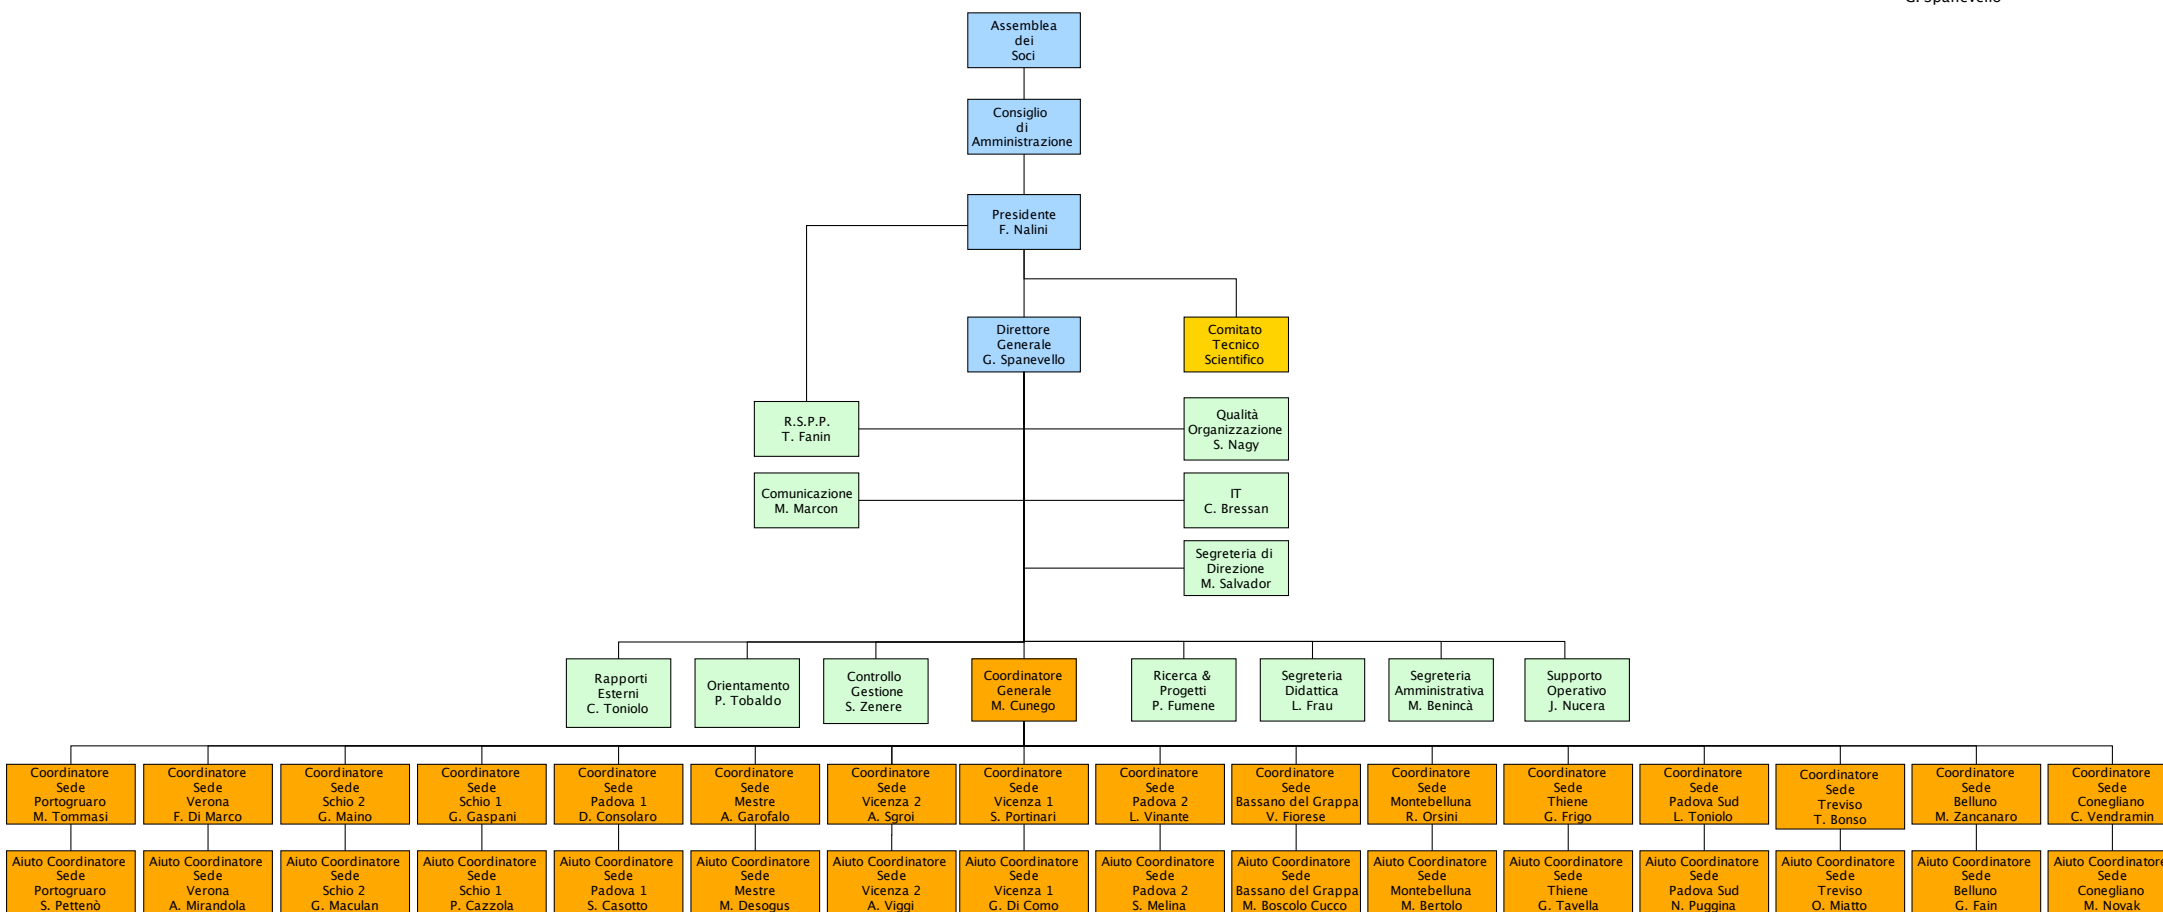 G. Spanevello
Assemblea
dei
Soci
Consiglio
di
Amministrazione
Presidente
F. Nalini
Direttore
Generale
G. Spanevello
Comitato
Tecnico
Scientifico
R.S.P.P.
T. Fanin
Qualità
Organizzazione
S. Nagy
Comunicazione
M. Marcon
IT
C. Bressan
Segreteria di
Direzione
M. Salvador
Rapporti
Esterni
C. Toniolo
Orientamento
P. Tobaldo
Controllo
Gestione
S. Zenere
Coordinatore
Generale
M. Cunego
Ricerca &
Progetti
P. Fumene
Segreteria
Didattica
L. Frau
Segreteria
Amministrativa
M. Benincà
Supporto
Operativo
J. Nucera
Coordinatore
Sede
Portogruaro
M. Tommasi
Coordinatore
Sede
Verona
F. Di Marco
Coordinatore
Sede
Schio 2
G. Maino
Coordinatore
Sede
Schio 1
G. Gaspani
Coordinatore
Sede
Padova 1
D. Consolaro
Coordinatore
Sede
Mestre
A. Garofalo
Coordinatore
Sede
Vicenza 2
A. Sgroi
Coordinatore
Sede
Vicenza 1
S. Portinari
Coordinatore
Sede
Padova 2
L. Vinante
Coordinatore
Sede
Bassano del Grappa
V. Fiorese
Coordinatore
Sede
Montebelluna
R. Orsini
Coordinatore
Sede
Thiene
G. Frigo
Coordinatore
Sede
Padova Sud
L. Toniolo
Coordinatore
Sede
Treviso
T. Bonso
Coordinatore
Sede
Belluno
M. Zancanaro
Coordinatore
Sede
Conegliano
C. Vendramin
Aiuto Coordinatore
Sede
Portogruaro
S. Pettenò
Aiuto Coordinatore
Sede
Verona
A. Mirandola
Aiuto Coordinatore
Sede
Schio 2
G. Maculan
Aiuto Coordinatore
Sede
Schio 1
P. Cazzola
Aiuto Coordinatore
Sede
Padova 1
S. Casotto
Aiuto Coordinatore
Sede
Mestre
M. Desogus
Aiuto Coordinatore
Sede
Vicenza 2
A. Viggi
Aiuto Coordinatore
Sede
Vicenza 1
G. Di Como
Aiuto Coordinatore
Sede
Padova 2
S. Melina
Aiuto Coordinatore
Sede
Bassano del Grappa
M. Boscolo Cucco
Aiuto Coordinatore
Sede
Montebelluna
M. Bertolo
Aiuto Coordinatore
Sede
Thiene
G. Tavella
Aiuto Coordinatore
Sede
Padova Sud
N. Puggina
Aiuto Coordinatore
Sede
Treviso
O. Miatto
Aiuto Coordinatore
Sede
Belluno
G. Fain
Aiuto Coordinatore
Sede
Conegliano
M. Novak